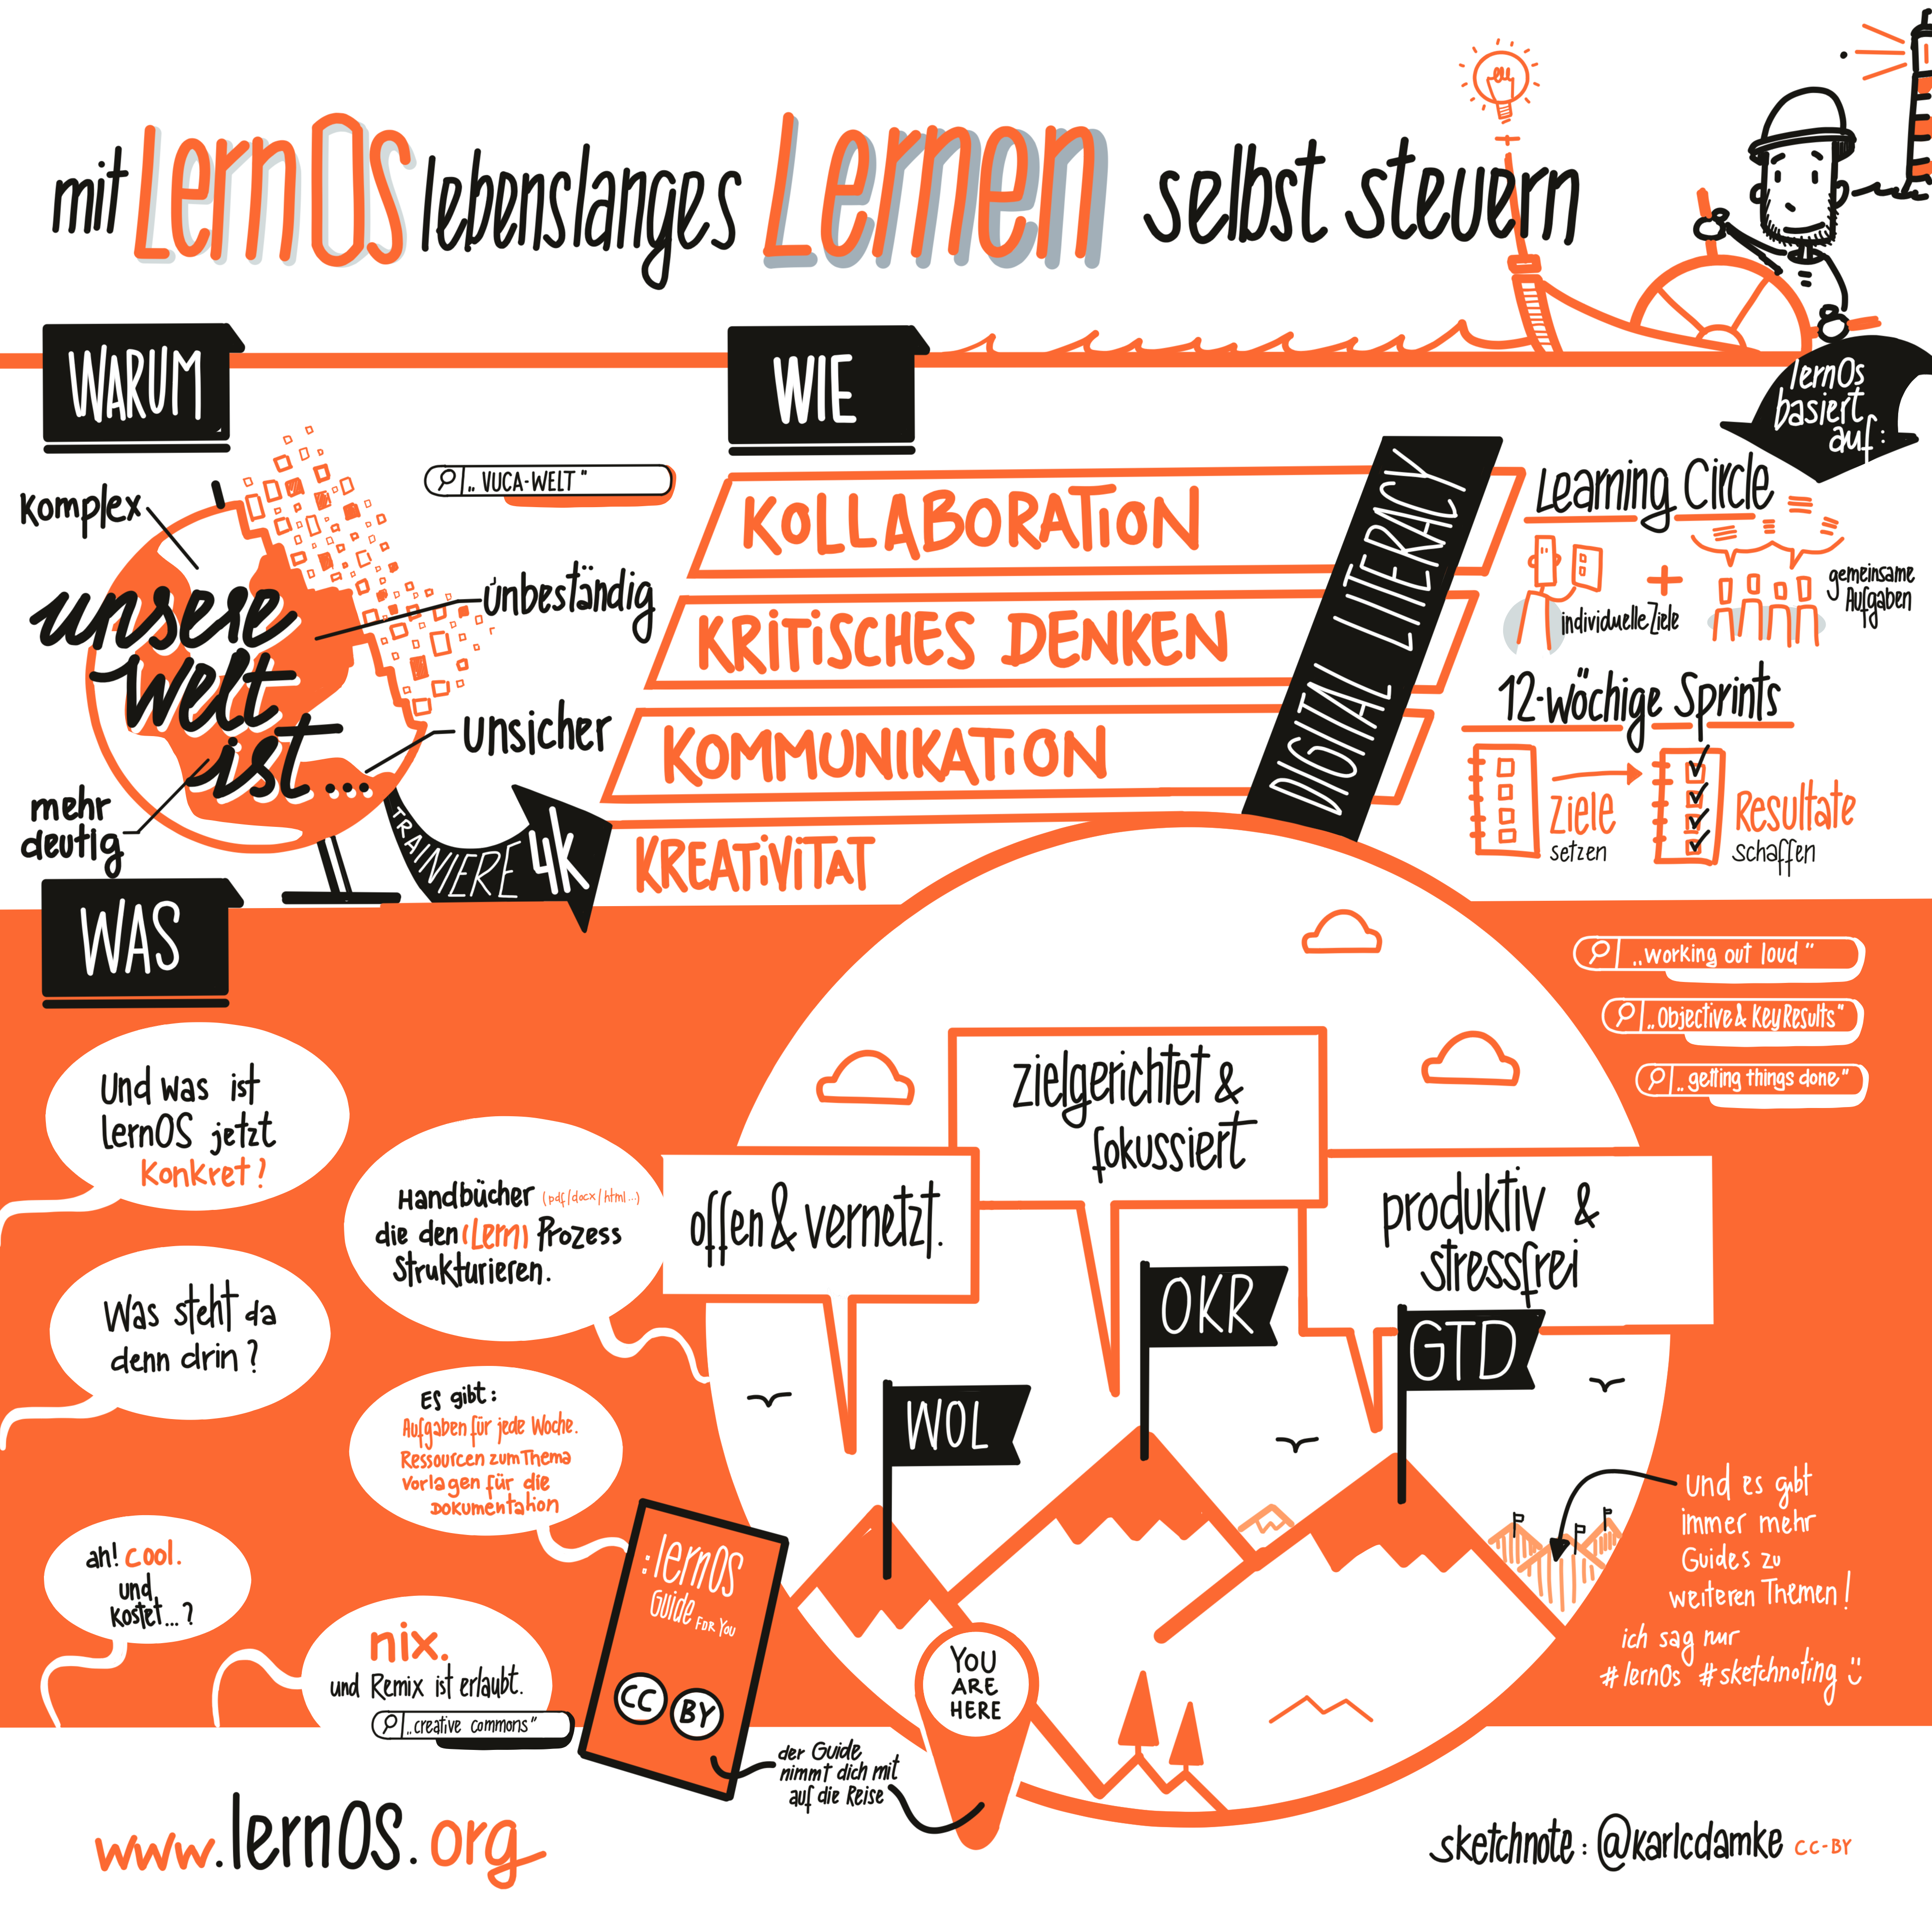 mit LernOS lebenslanges Lernen selbst steuern
WARUM
WIE
lernOs
basiert
auf:
„VUCA-WELT"
Komplex
unbeständig
unsicher
mehr
deutig
unsere
Welt
ist...
TRAINIERE 4K
KOLLABORATION
KRITISCHES DENKEN
KOMMUNIKATION
KREATIVITÄT
DIGITAL LITERACY
Learning Circle
individuelle Ziele
+
gemeinsame
Aufgaben
12-wöchige Sprints
Ziele
setzen
Resultate
schaffen
WAS
„working out loud"
„Objective & Key Results"
„getting things done"
Und was ist
LernOS jetzt
Konkret?
Handbücher (pdf/docx/html...)
die den (Lern) Prozess
strukturieren.
Was steht da
denn drin?
Es gibt:
Aufgaben für jede Woche.
Ressourcen zum Thema
Vorlagen für die
Dokumentation
ah! cool.
und
kostet...?
nix.
und Remix ist erlaubt.
„creative commons"
:lernOS
Guide FOR YOU
CC BY
der Guide
nimmt dich mit
auf die Reise
offen & vernetzt.
zielgerichtet &
fokussiert
produktiv &
stressfrei
WOL
OKR
GTD
YOU
ARE
HERE
und es gibt
immer mehr
Guides zu
weiteren Themen!
ich sag nur
#lernOs #sketchnoting
www.lernOS.org
sketchnote: @karlcdamke CC-BY